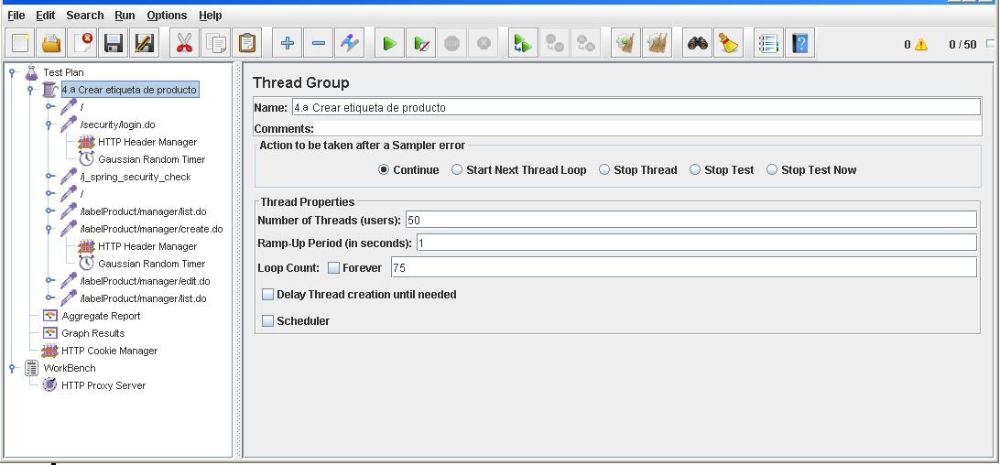 File Edit Search Run Options Help
0 0 / 50
Test Plan
4.a Crear etiqueta de producto
/
/security/login.do
HTTP Header Manager
Gaussian Random Timer
/j_spring_security_check
/
/labelProduct/manager/list.do
/labelProduct/manager/create.do
HTTP Header Manager
Gaussian Random Timer
/labelProduct/manager/edit.do
/labelProduct/manager/list.do
Aggregate Report
Graph Results
HTTP Cookie Manager
WorkBench
HTTP Proxy Server
Thread Group
Name: 4.a Crear etiqueta de producto
Comments:
Action to be taken after a Sampler error
Continue Start Next Thread Loop Stop Thread Stop Test Stop Test Now
Thread Properties
Number of Threads (users): 50
Ramp-Up Period (in seconds): 1
Loop Count: Forever 75
Delay Thread creation until needed
Scheduler